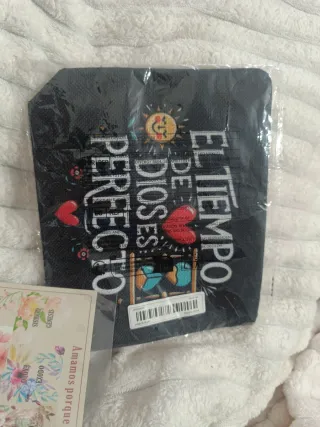 EL TIEMPO
DE
DIOS ES
PERFECTO
Amamos porque